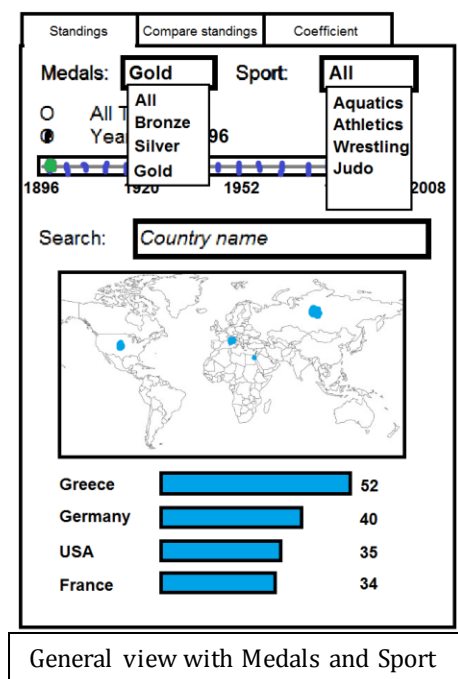 Standings Compare standings Coefficient
Medals: Gold Sport: All
All
Bronze
Silver
Gold
Aquatics
Athletics
Wrestling
Judo
All T
Year 96
1896 1920 1952 2008
Search: Country name
Greece 52
Germany 40
USA 35
France 34
General view with Medals and Sport